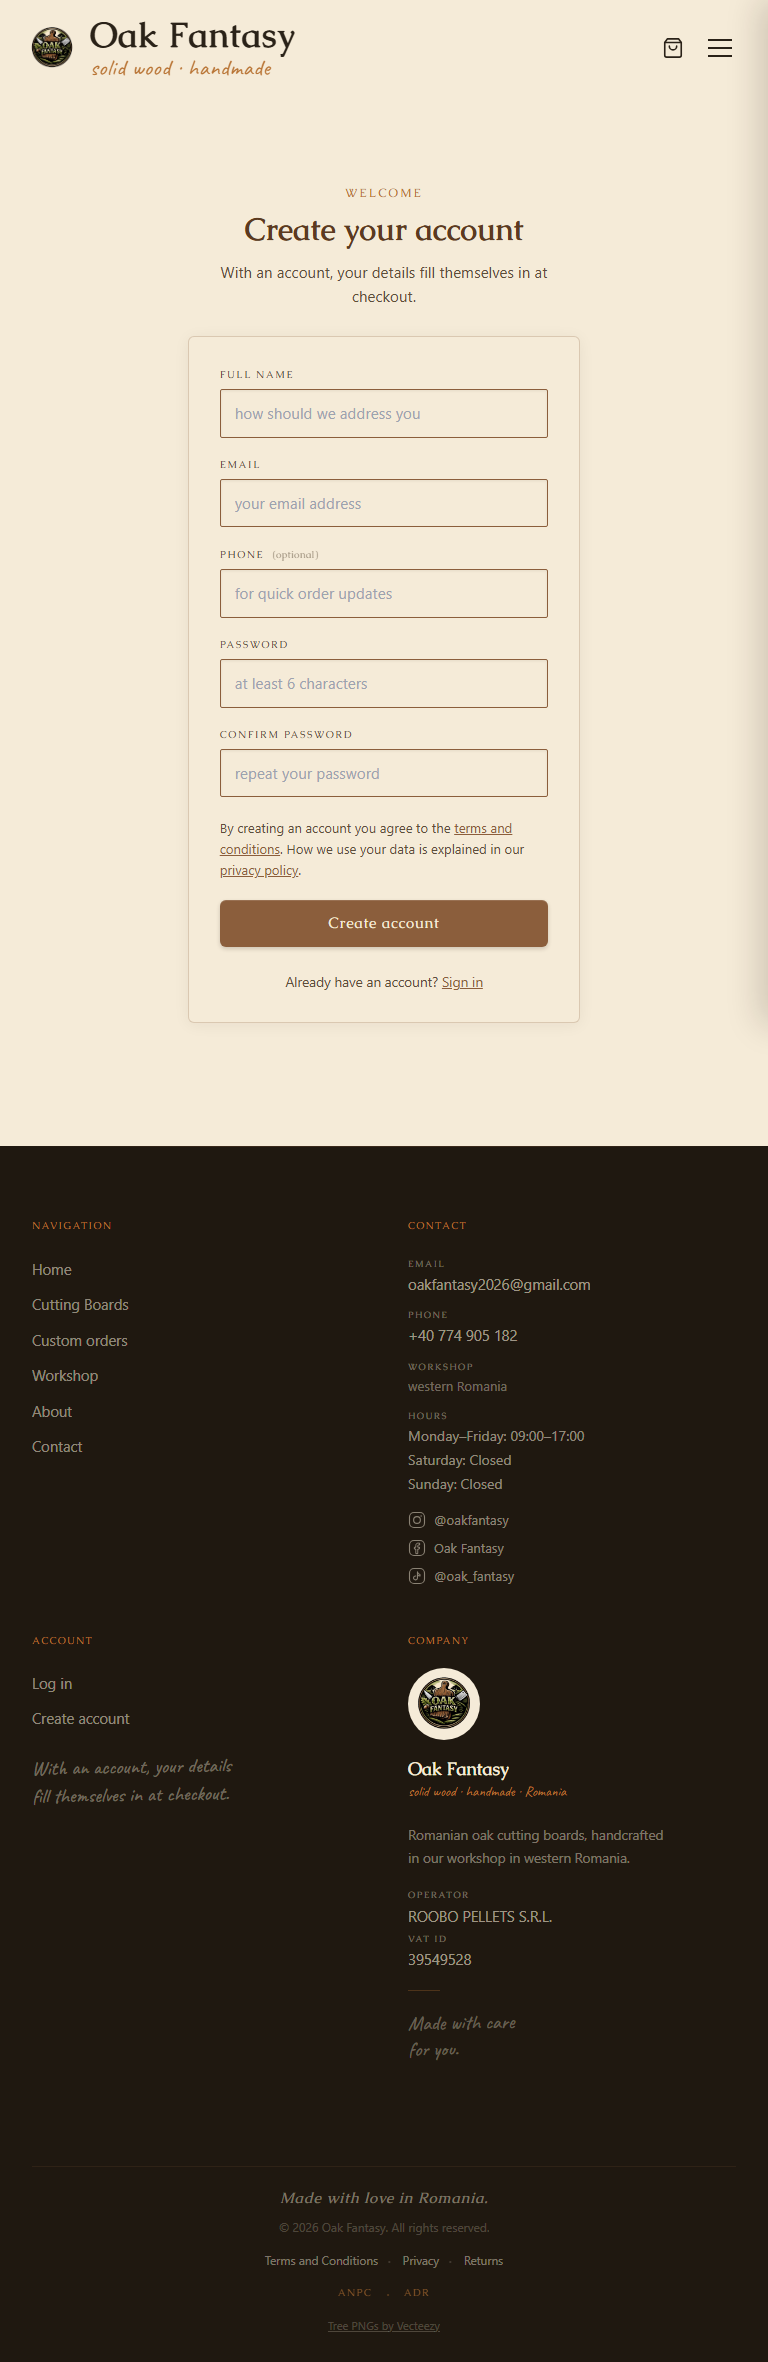 Oak Fantasy
solid wood · handmade
WELCOME
Create your account
With an account, your details fill themselves in at
checkout.
FULL NAME
how should we address you
EMAIL
your email address
PHONE (optional)
for quick order updates
PASSWORD
at least 6 characters
CONFIRM PASSWORD
repeat your password
By creating an account you agree to the terms and
conditions. How we use your data is explained in our
privacy policy.
Create account
Already have an account? Sign in
NAVIGATION
Home
Cutting Boards
Custom orders
Workshop
About
Contact
CONTACT
EMAIL
oakfantasy2026@gmail.com
PHONE
+40 774 905 182
WORKSHOP
western Romania
HOURS
Monday–Friday: 09:00–17:00
Saturday: Closed
Sunday: Closed
@oakfantasy
Oak Fantasy
@oak_fantasy
ACCOUNT
Log in
Create account
With an account, your details
fill themselves in at checkout.
COMPANY
OAK
FANTASY
Oak Fantasy
solid wood · handmade · Romania
Romanian oak cutting boards, handcrafted
in our workshop in western Romania.
OPERATOR
ROOBO PELLETS S.R.L.
VAT ID
39549528
Made with care
for you.
Made with love in Romania.
© 2026 Oak Fantasy. All rights reserved.
Terms and Conditions · Privacy · Returns
ANPC · ADR
Tree PNGs by Vecteezy